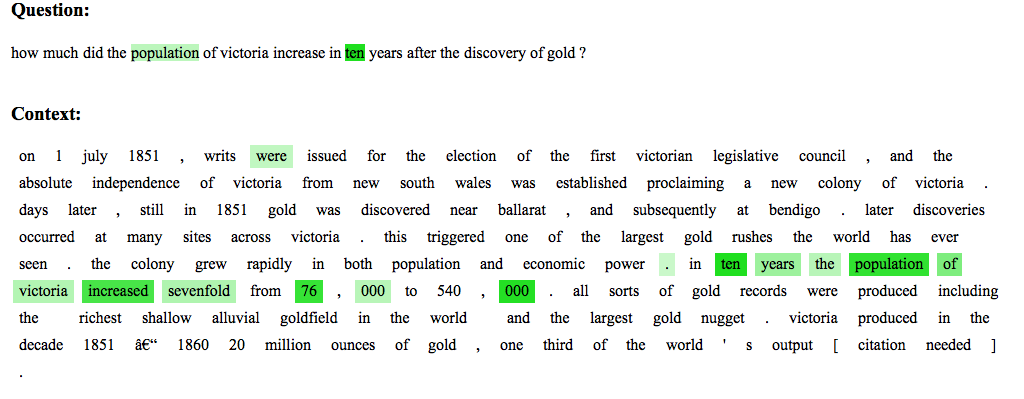 Question:
how much did the population of victoria increase in ten years after the discovery of gold ?
Context:
on 1 july 1851 , writs were issued for the election of the first victorian legislative council , and the
absolute independence of victoria from new south wales was established proclaiming a new colony of victoria .
days later , still in 1851 gold was discovered near ballarat , and subsequently at bendigo . later discoveries
occurred at many sites across victoria . this triggered one of the largest gold rushes the world has ever
seen . the colony grew rapidly in both population and economic power . in ten years the population of
victoria increased sevenfold from 76 , 000 to 540 , 000 . all sorts of gold records were produced including
the richest shallow alluvial goldfield in the world and the largest gold nugget . victoria produced in the
decade 1851 â€“ 1860 20 million ounces of gold , one third of the world ' s output [ citation needed ]
.